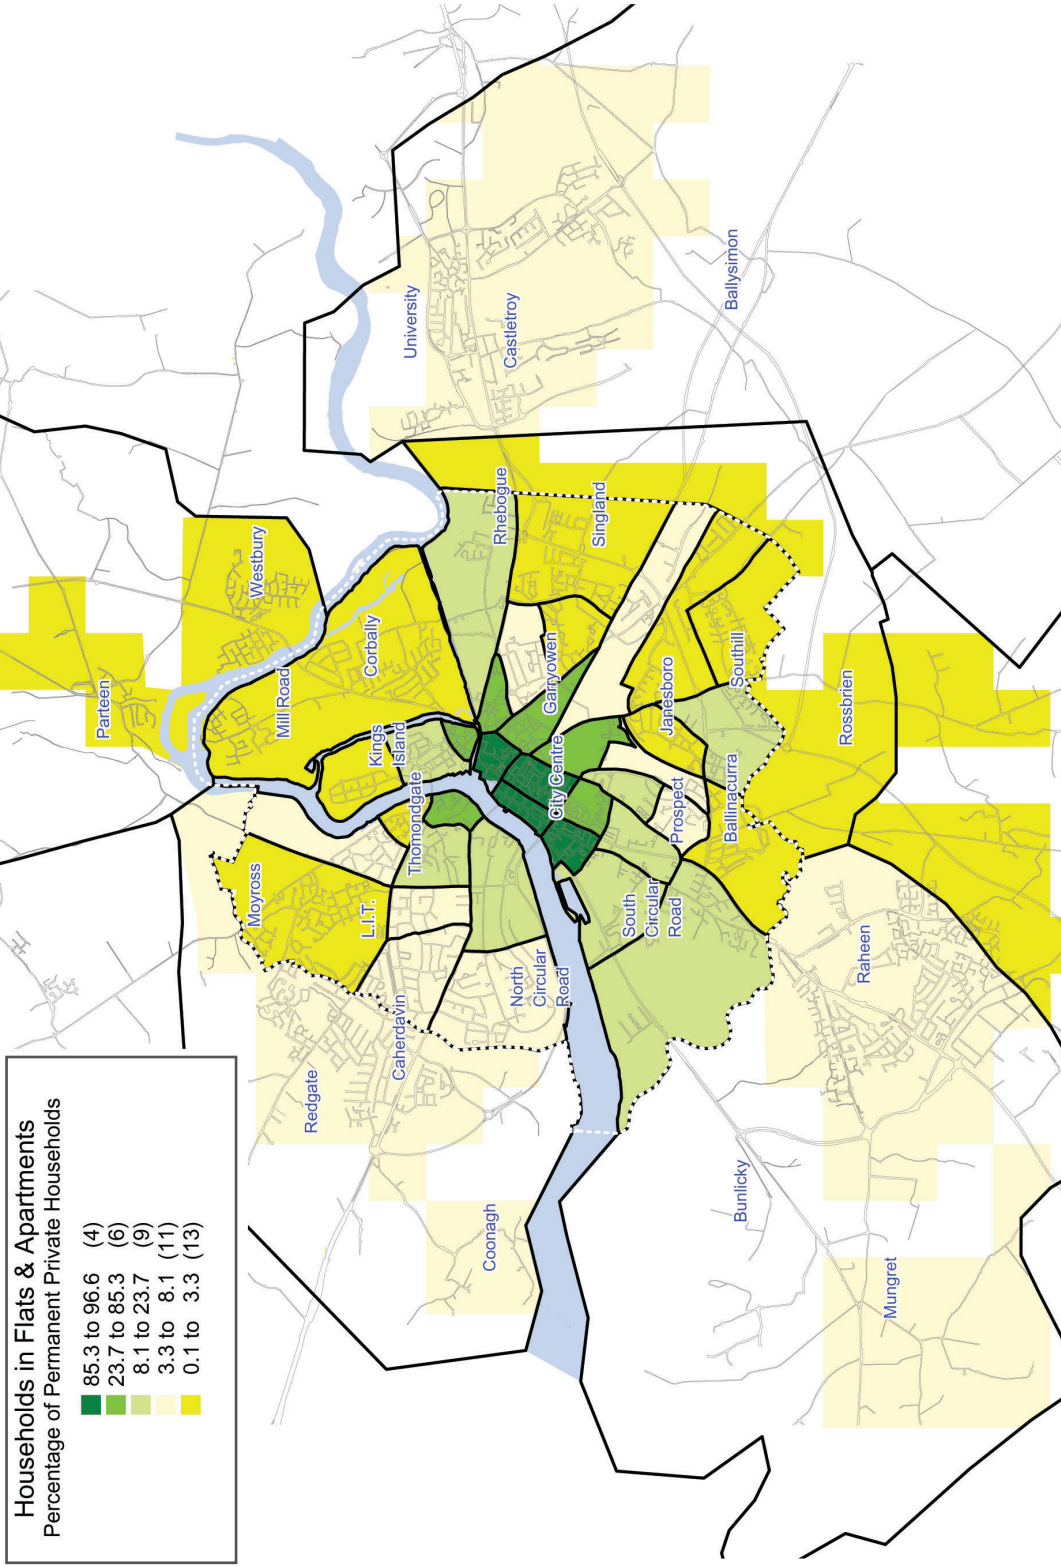 Households in Flats & Apartments
Percentage of Permanent Private Households
85.3 to 96.6 (4)
23.7 to 85.3 (6)
8.1 to 23.7 (9)
3.3 to 8.1 (11)
0.1 to 3.3 (13)
Parteen
Westbury
Mill Road
Corbally
Moyross
Kings
Island
L.I.T.
Thomondgate
Redgate
Caherdavin
University
Rhebogue
Castletroy
North
Circular
Road
Coonagh
City Centre
Garryowen
Singland
South
Circular
Road
Prospect
Janesboro
Southill
Ballysimon
Ballinacurra
Bunlicky
Rossbrien
Raheen
Mungret